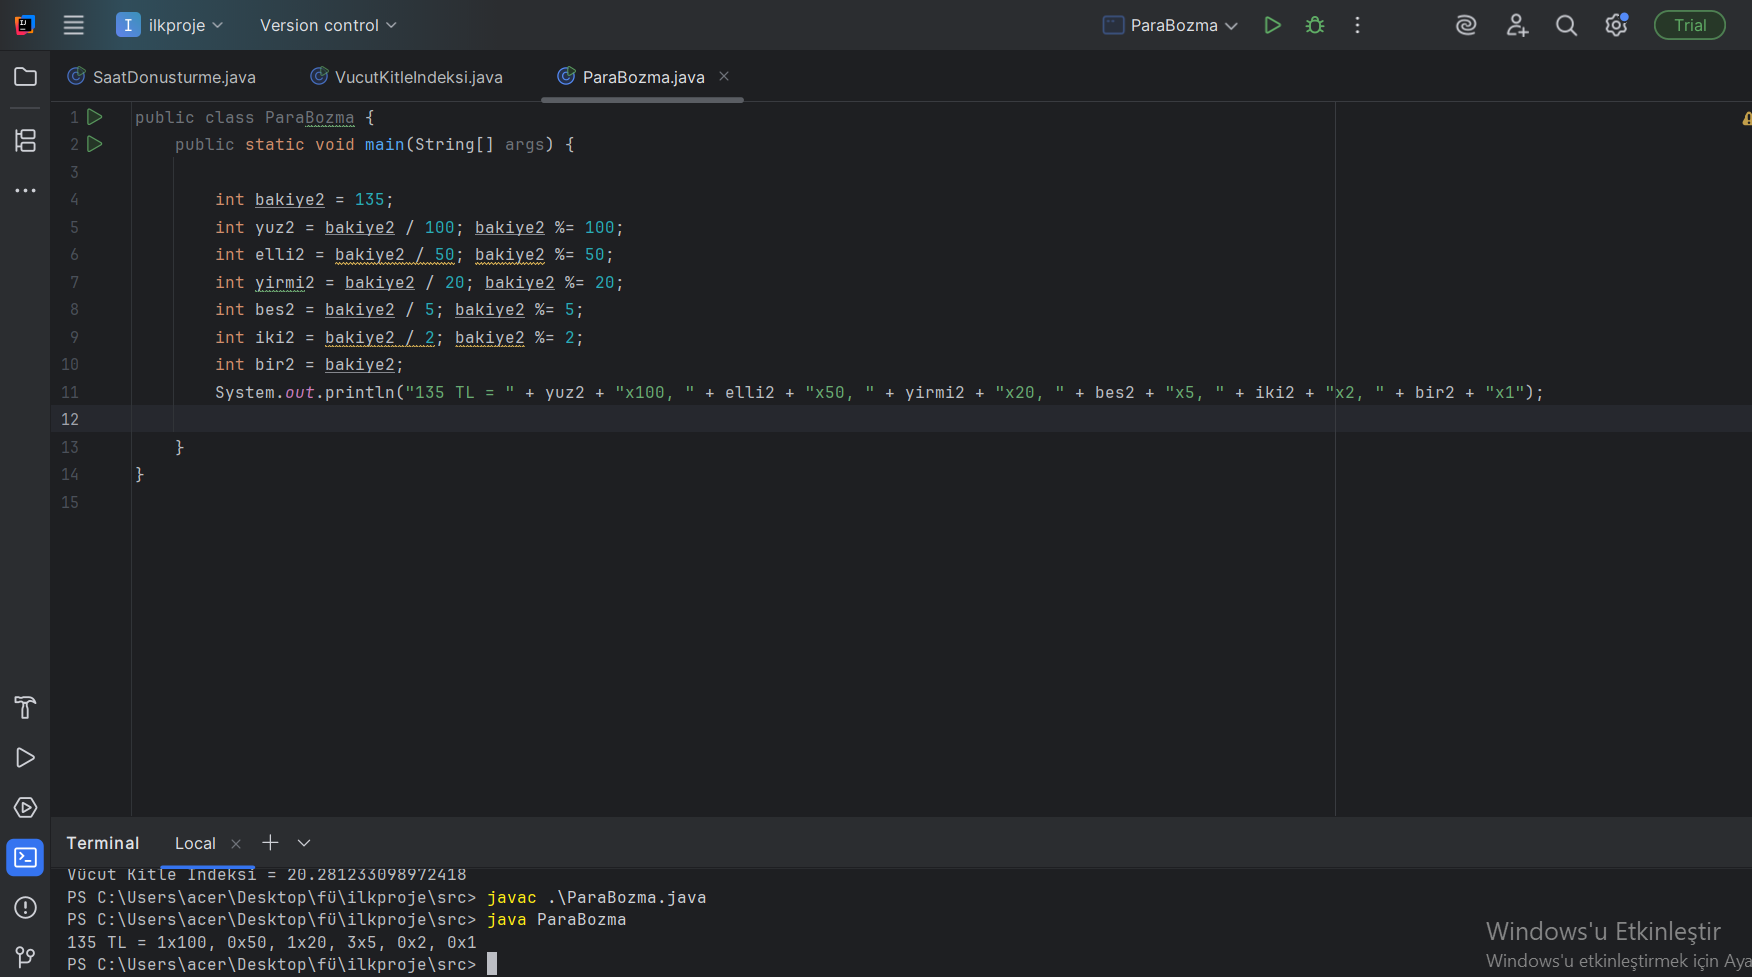 ilkproje Version control ParaBozma Trial
SaatDonusturme.java VucutKitleIndeksi.java ParaBozma.java
1 public class ParaBozma {
2 public static void main(String[] args) {
3
4 int bakiye2 = 135;
5 int yuz2 = bakiye2 / 100; bakiye2 %= 100;
6 int elli2 = bakiye2 / 50; bakiye2 %= 50;
7 int yirmi2 = bakiye2 / 20; bakiye2 %= 20;
8 int bes2 = bakiye2 / 5; bakiye2 %= 5;
9 int iki2 = bakiye2 / 2; bakiye2 %= 2;
10 int bir2 = bakiye2;
11 System.out.println("135 TL = " + yuz2 + "x100, " + elli2 + "x50, " + yirmi2 + "x20, " + bes2 + "x5, " + iki2 + "x2, " + bir2 + "x1");
12
13 }
14 }
15
Terminal Local
Vücut Kitle İndeksi = 20.281233098972418
PS C:\Users\acer\Desktop\fü\ilkproje\src> javac .\ParaBozma.java
PS C:\Users\acer\Desktop\fü\ilkproje\src> java ParaBozma
135 TL = 1x100, 0x50, 1x20, 3x5, 0x2, 0x1
PS C:\Users\acer\Desktop\fü\ilkproje\src>
Windows'u Etkinleştir
Windows'u etkinleştirmek için Aya